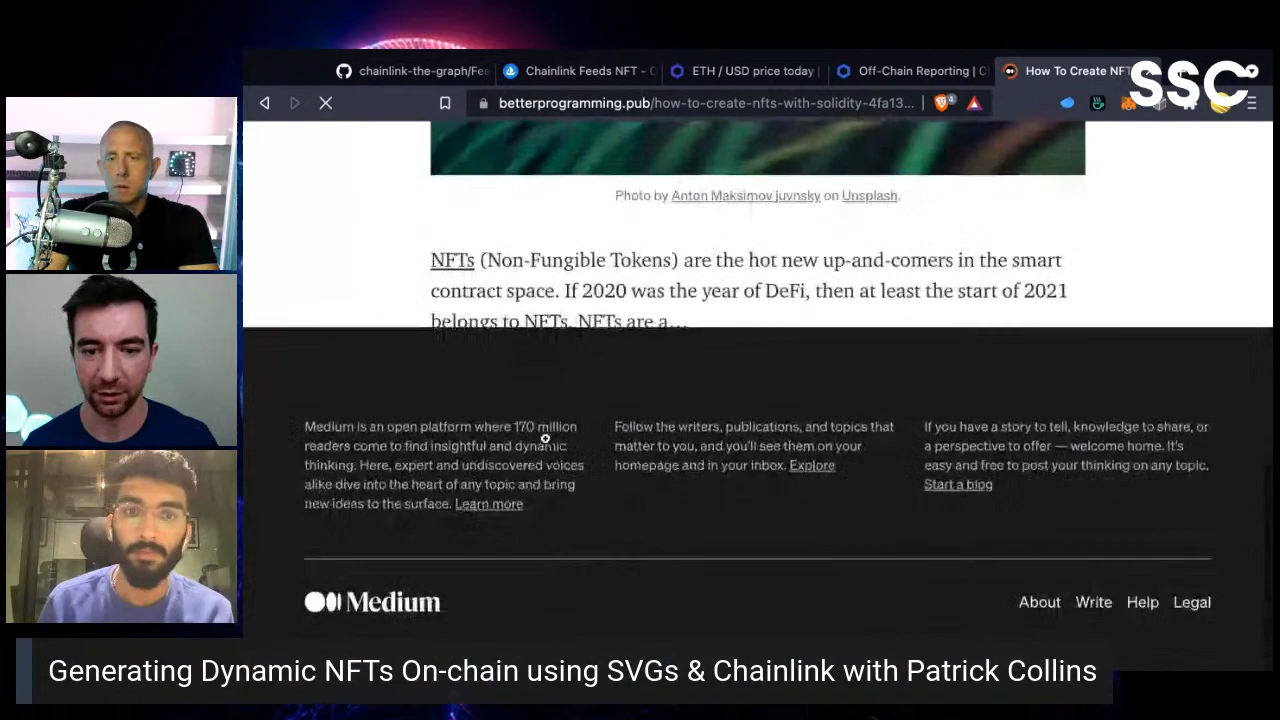 SSC
chainlink-the-graph/Fee
Chainlink Feeds NFT - C
ETH / USD price today |
Off-Chain Reporting | C
How To Create NFT
betterprogramming.pub/how-to-create-nfts-with-solidity-4fa13...
4
Photo by Anton Maksimov juvnsky on Unsplash.
NFTs (Non-Fungible Tokens) are the hot new up-and-comers in the smart
contract space. If 2020 was the year of DeFi, then at least the start of 2021
belongs to NFTs. NFTs are a...
Medium is an open platform where 170 million
readers come to find insightful and dynamic
thinking. Here, expert and undiscovered voices
alike dive into the heart of any topic and bring
new ideas to the surface. Learn more
Follow the writers, publications, and topics that
matter to you, and you'll see them on your
homepage and in your inbox. Explore
If you have a story to tell, knowledge to share, or
a perspective to offer — welcome home. It's
easy and free to post your thinking on any topic.
Start a blog
Medium
About Write Help Legal
Generating Dynamic NFTs On-chain using SVGs & Chainlink with Patrick Collins